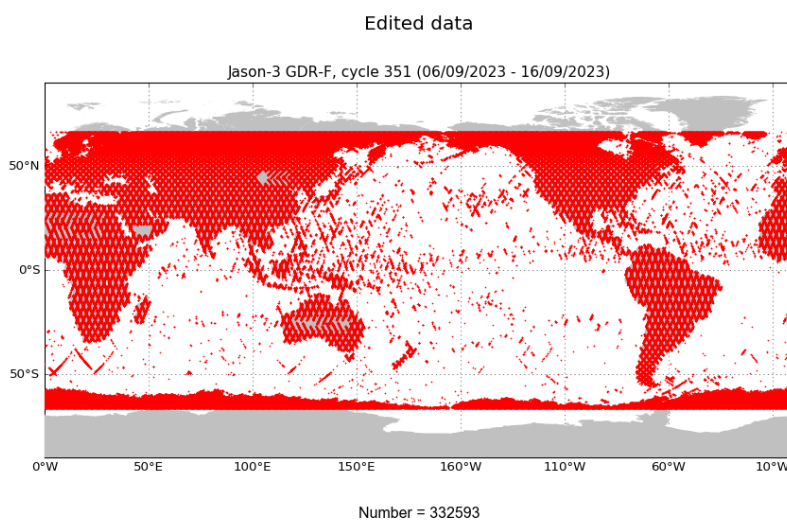 Edited data
Jason-3 GDR-F, cycle 351 (06/09/2023 - 16/09/2023)
50°N
0°S
50°S
0°W 50°E 100°E 150°E 160°W 110°W 60°W 10°W
Number = 332593